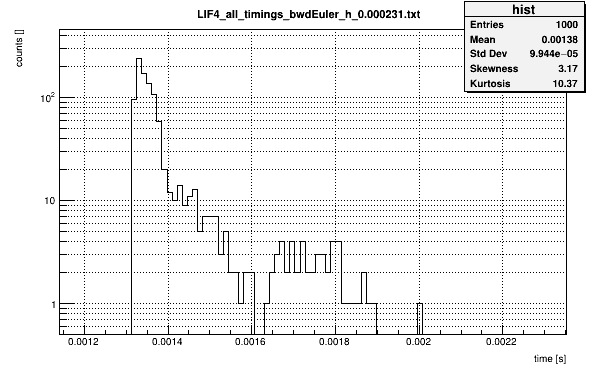 LIF4_all_timings_bwdEuler_h_0.000231.txt
hist
Entries 1000
Mean 0.00138
Std Dev 9.944e−05
Skewness 3.17
Kurtosis 10.37
counts []
10²
10
1
0.0012 0.0014 0.0016 0.0018 0.002 0.0022
time [s]